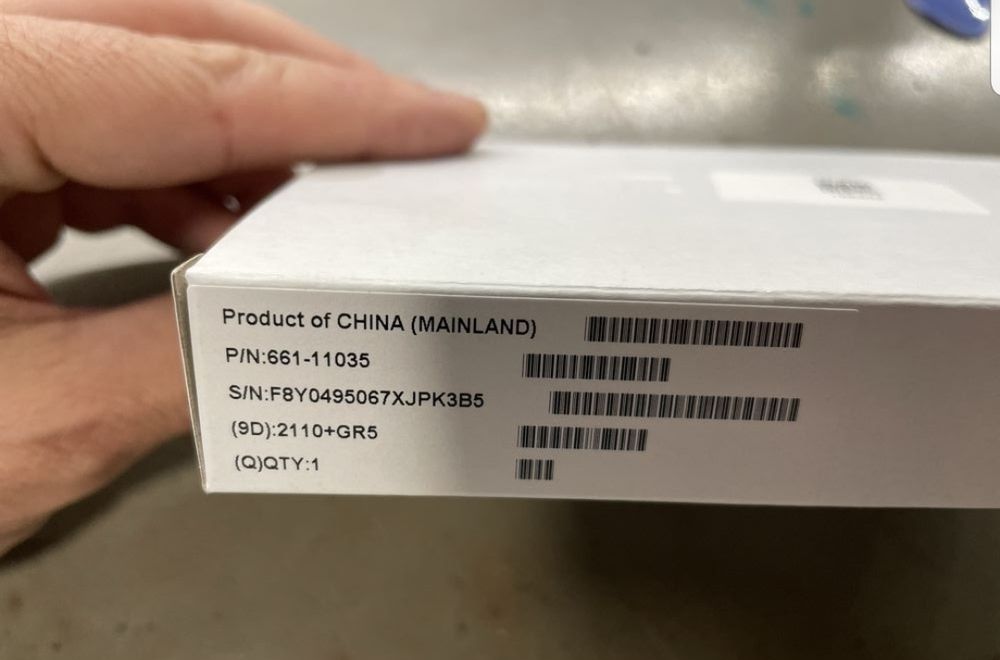 Product of CHINA (MAINLAND)
P/N:661-11035
S/N:F8Y0495067XJPK3B5
(9D):2110+GR5
(Q)QTY:1